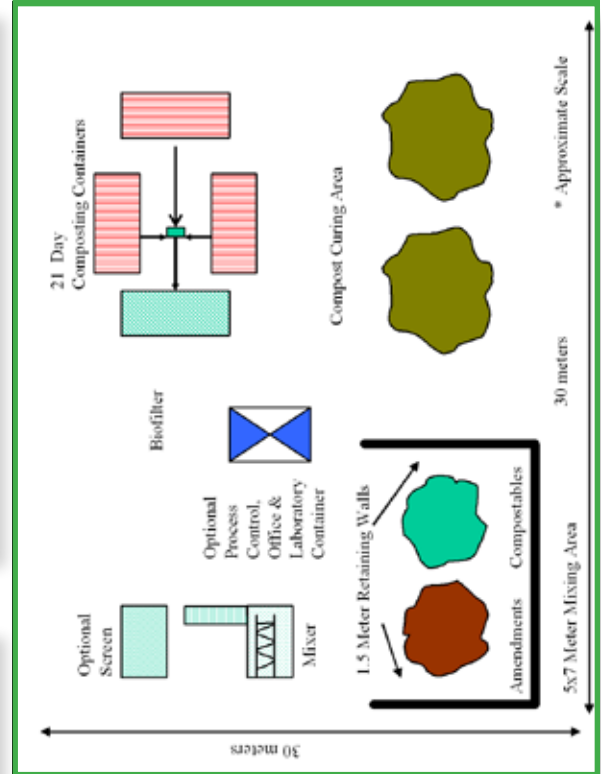 21 Day
Composting Containers
Biofilter
Optional
Process
Control,
Office &
Laboratory
Container
Optional
Screen
Mixer
Compost Curing Area
1.5 Meter Retaining Walls
Amendments
Compostables
5x7 Meter Mixing Area
30 meters
* Approximate Scale
30 meters